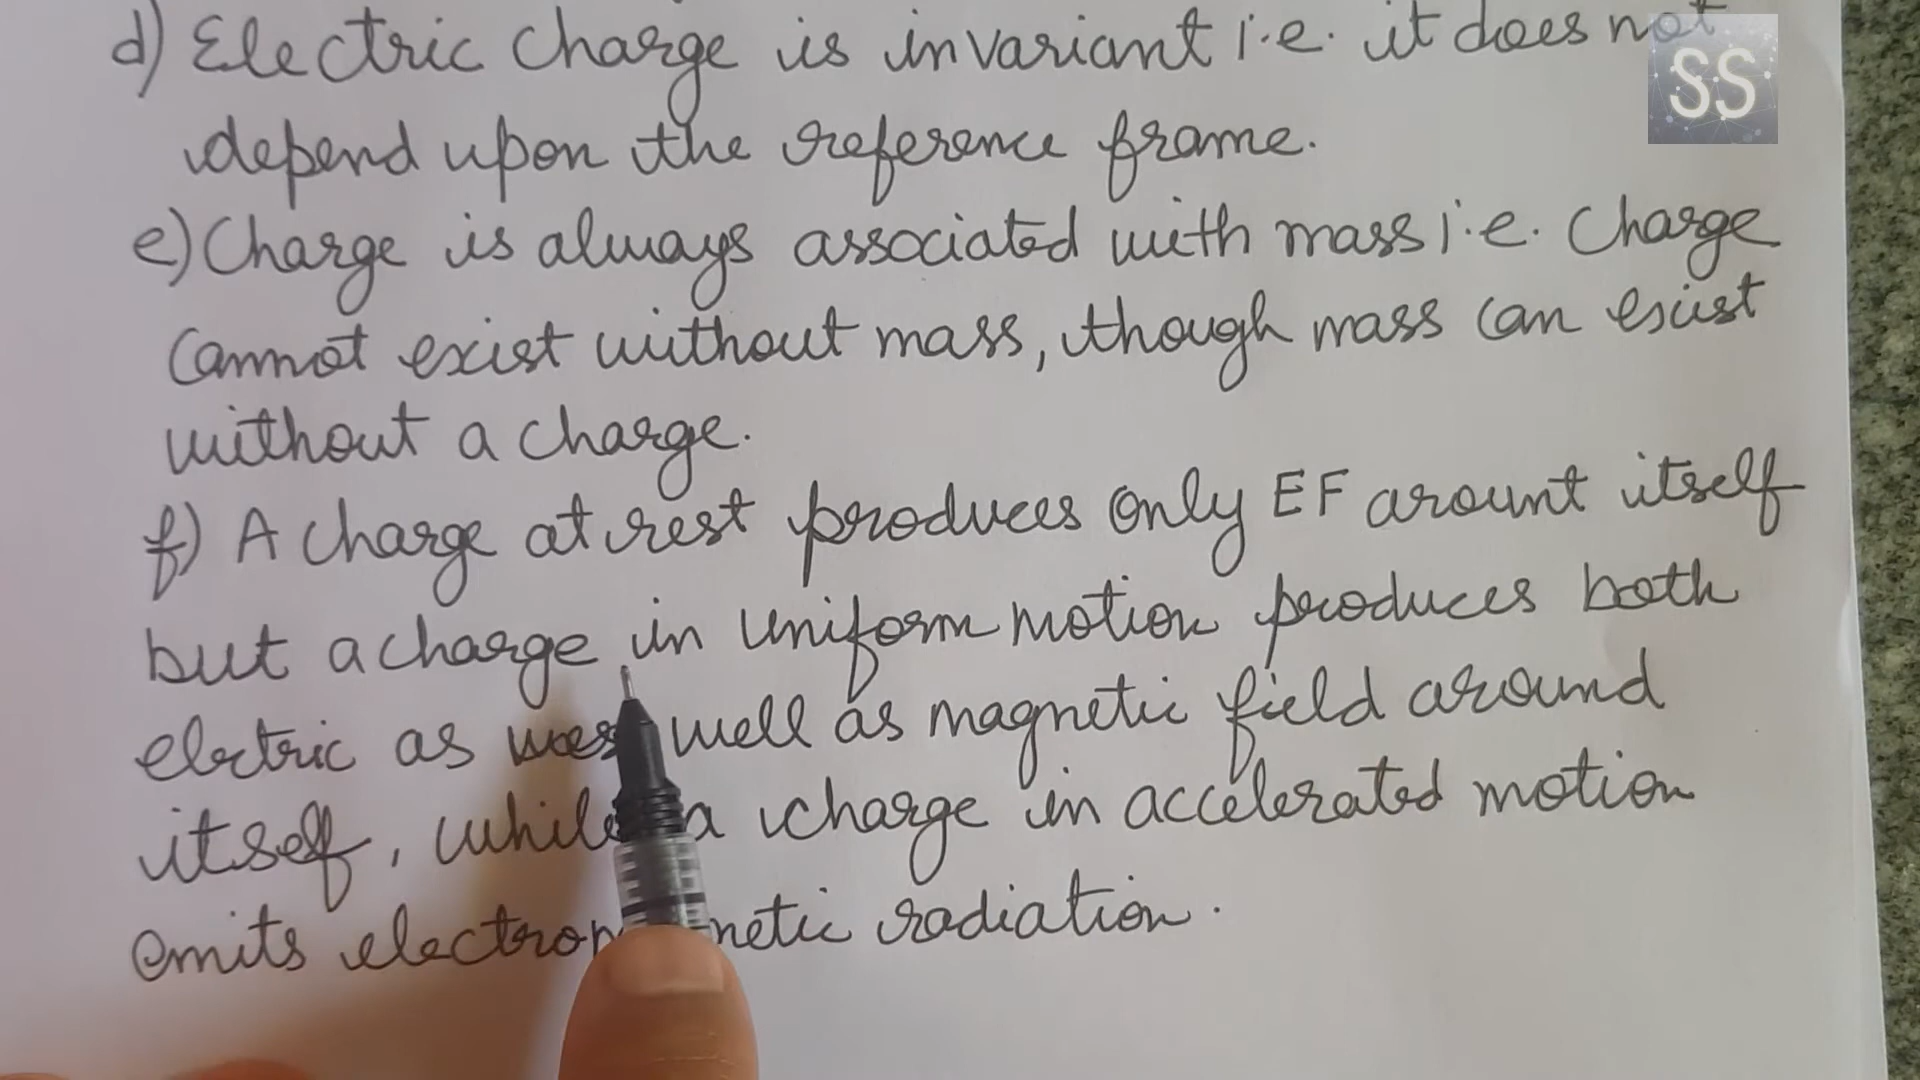 d) Electric charge is invariant i.e. it does not
SS
depend upon the reference frame.
e) Charge is always associated with mass i.e. Charge
Cannot exist without mass, though mass can exist
without a charge.
f) A charge at rest produces only EF arount itself
but a charge in uniform motion produces both
electric as well as magnetic field around
itself, while a charge in accelerated motion
emits netic radiation.